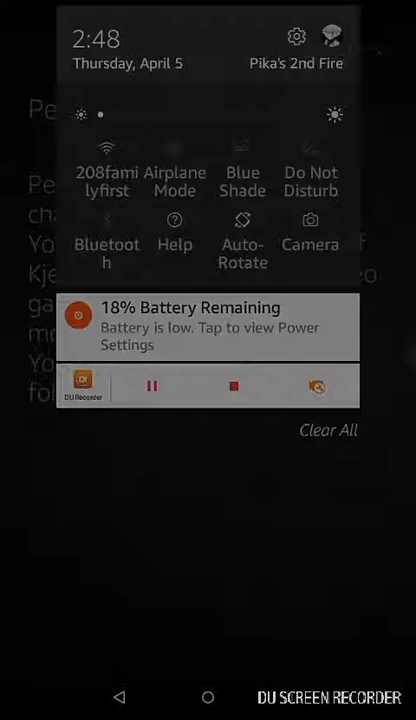 2:48
Thursday, April 5
Pika's 2nd Fire
208fami
lyfirst
Airplane
Mode
Blue
Shade
Do Not
Disturb
Bluetoot
h
Help
Auto-
Rotate
Camera
18% Battery Remaining
Battery is low. Tap to view Power
Settings
DU Recorder
Clear All
DU SCREEN RECORDER